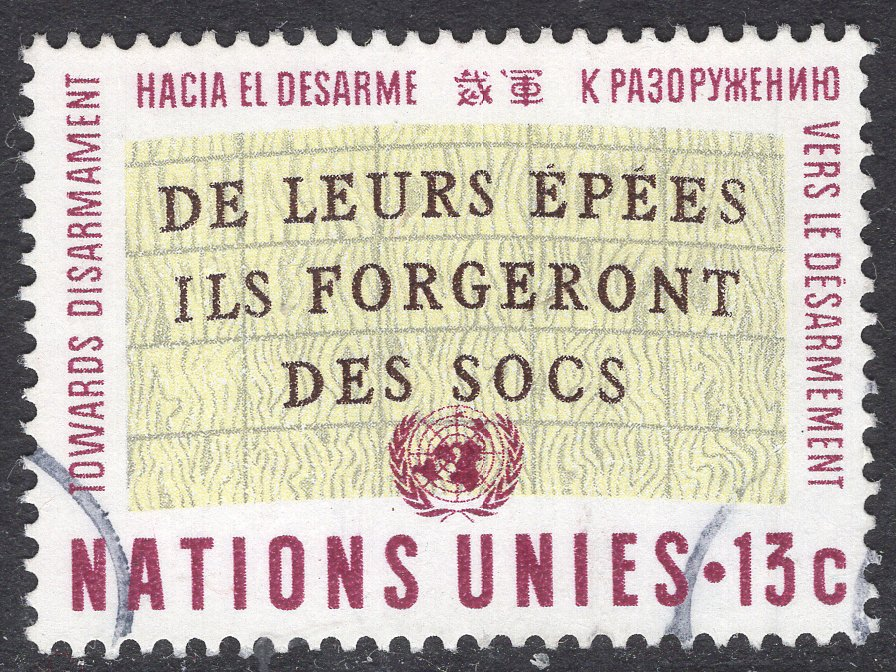 HACIA EL DESARME 裁軍 К РАЗОРУЖЕНИЮ
TOWARDS DISARMAMENT
VERS LE DÉSARMEMENT
DE LEURS ÉPÉES
ILS FORGERONT
DES SOCS
NATIONS UNIES • 13 c